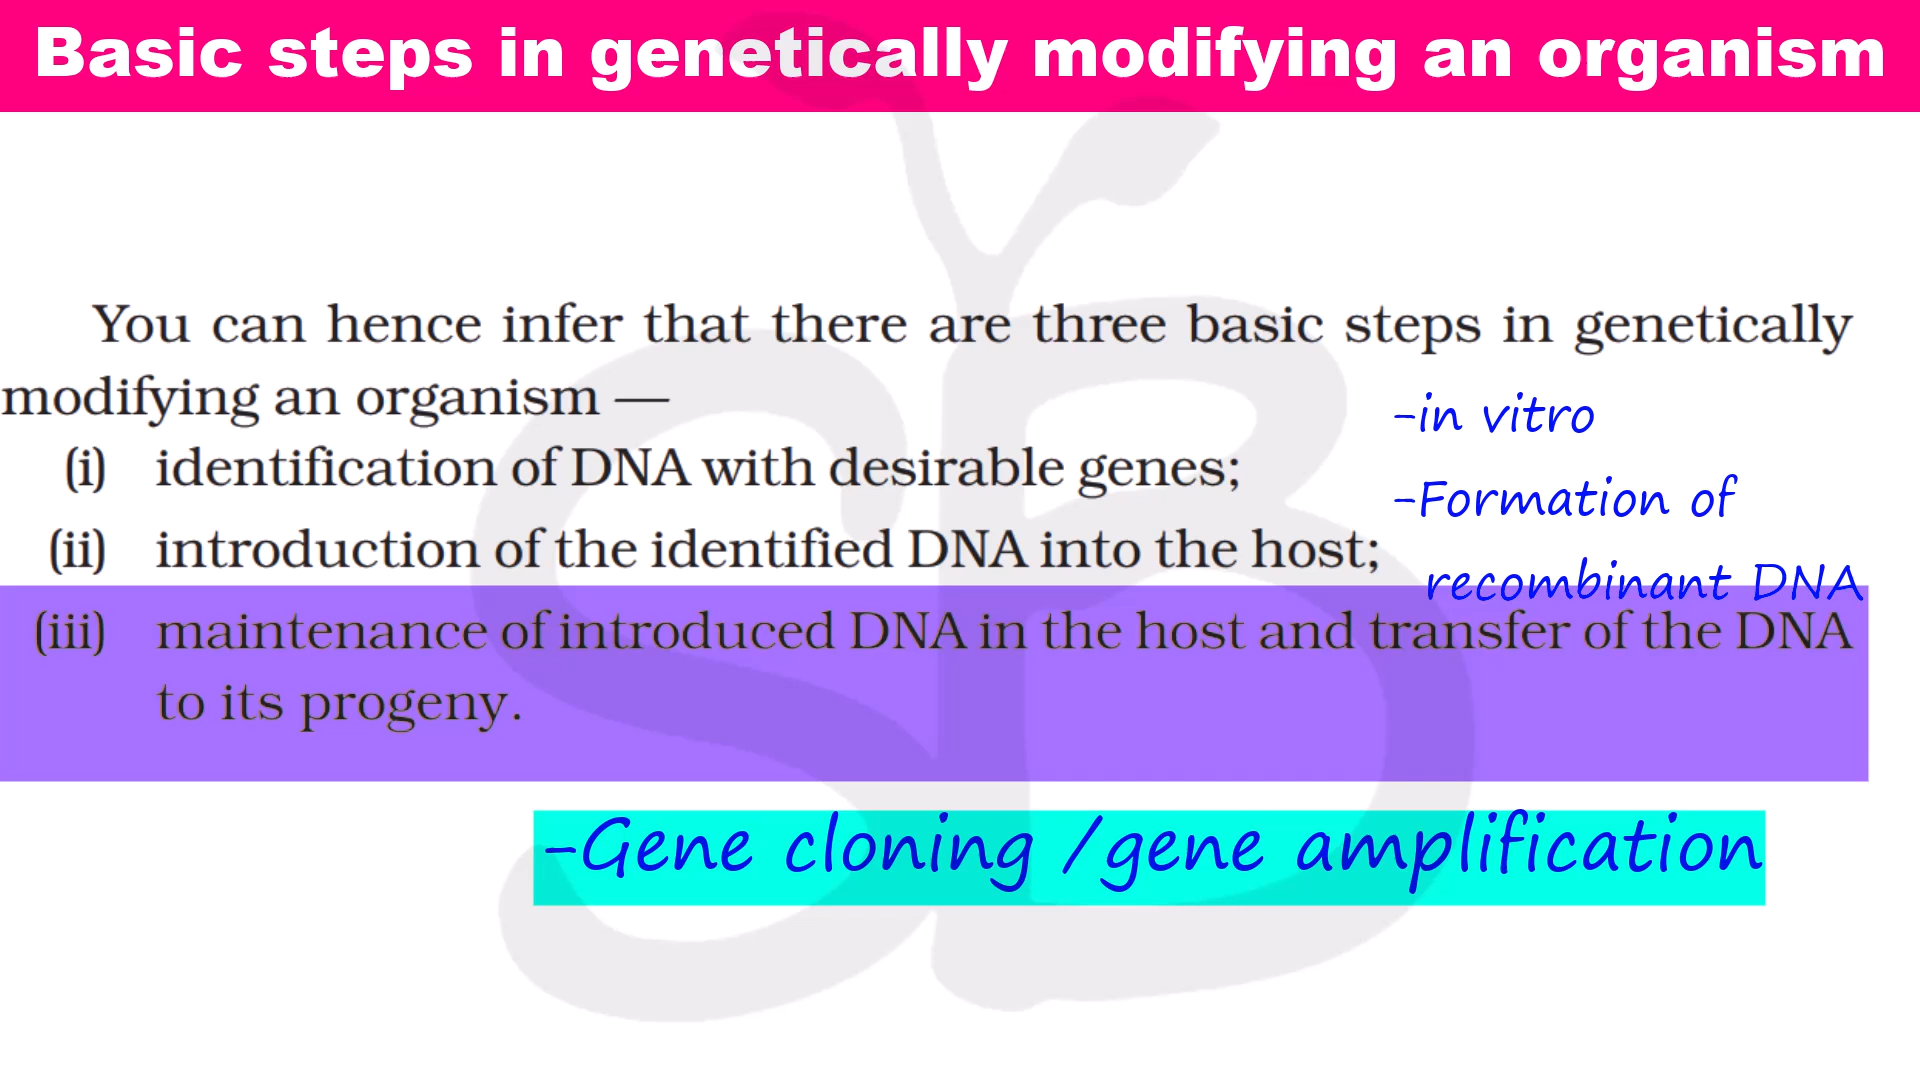 Basic steps in genetically modifying an organism
You can hence infer that there are three basic steps in genetically
modifying an organism —
-in vitro
(i) identification of DNA with desirable genes;
-Formation of
(ii) introduction of the identified DNA into the host;
recombinant DNA
(iii) maintenance of introduced DNA in the host and transfer of the DNA
to its progeny.
-Gene cloning /gene amplification
SB